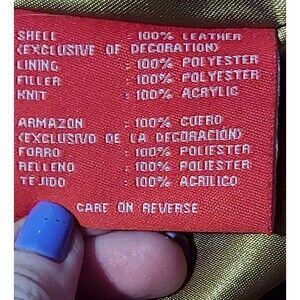 SHELL : 100% LEATHER
(EXCLUSIVE OF DECORATION)
LINING : 100% POLYESTER
FILLER : 100% POLYESTER
KNIT : 100% ACRYLIC
ARMAZON : 100% CUERO
(EXCLUSIVO DE LA DECORACIÓN)
FORRO : 100% POLIESTER
RELLENO : 100% POLIESTER
TEJIDO : 100% ACRILICO
CARE ON REVERSE